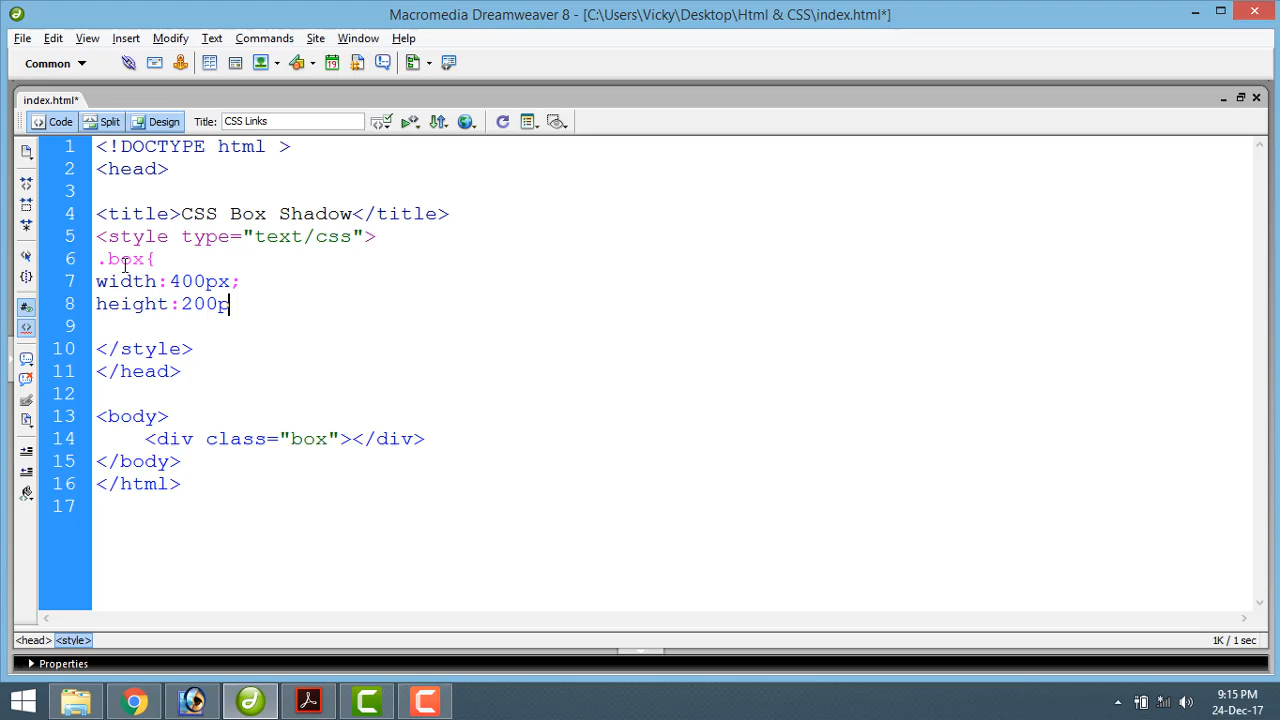 Macromedia Dreamweaver 8 - [C:\Users\Vicky\Desktop\Html & CSS\index.html*]
File Edit View Insert Modify Text Commands Site Window Help
Common
index.html*
Code Split Design Title: CSS Links
1 <!DOCTYPE html >
2 <head>
3
4 <title>CSS Box Shadow</title>
5 <style type="text/css">
6 .box{
7 width:400px;
8 height:200p
9
10 </style>
11 </head>
12
13 <body>
14 <div class="box"></div>
15 </body>
16 </html>
17
<head> <style> 1K / 1 sec
Properties
9:15 PM
24-Dec-17